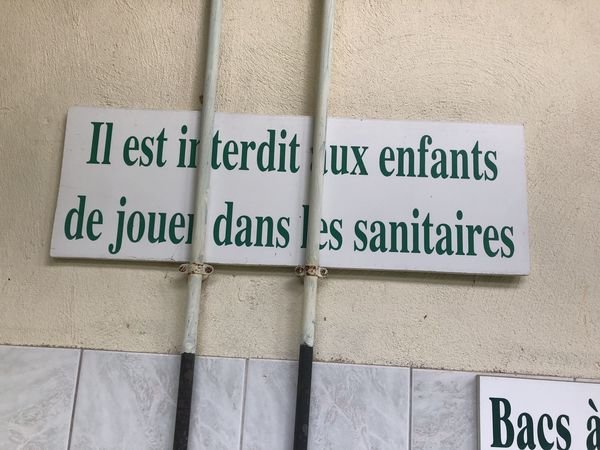 Il est interdit aux enfants
de jouer dans les sanitaires
Bacs à